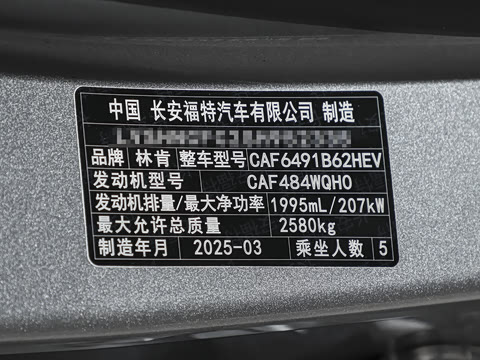 中国 长安福特汽车有限公司 制造
品牌 林肯 整车型号 CAF6491B62HEV
发动机型号 CAF484WQH0
发动机排量/最大净功率 1995mL/207kW
最大允许总质量 2580kg
制造年月 2025-03 乘坐人数 5